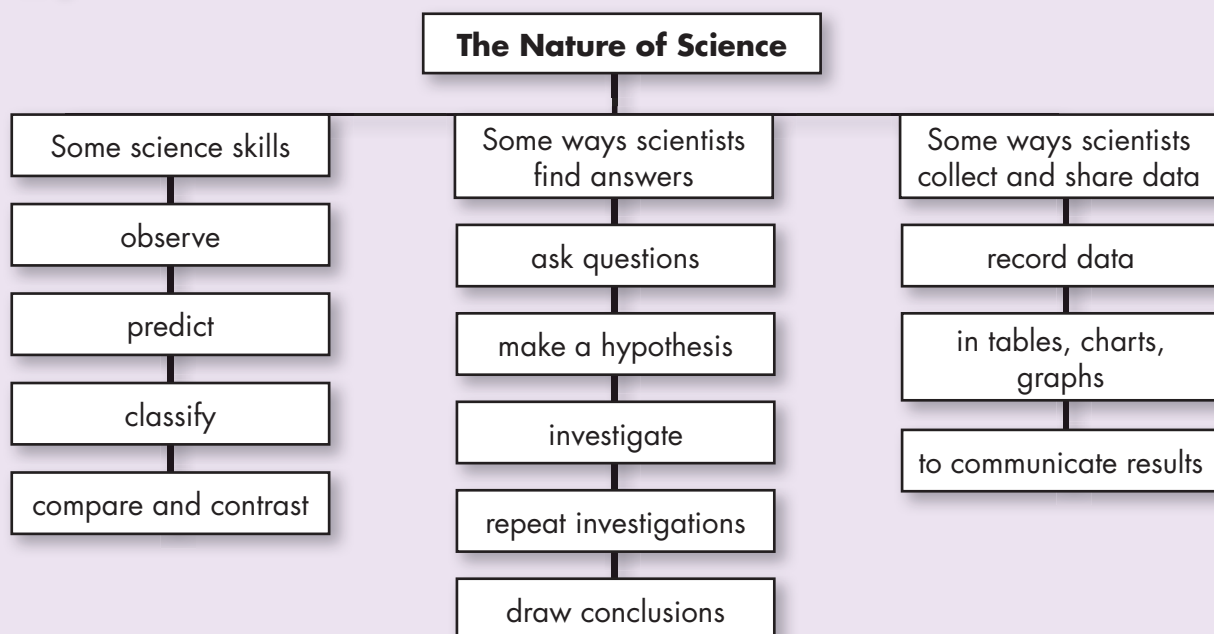 The Nature of Science
Some science skills
observe
predict
classify
compare and contrast
Some ways scientists
find answers
ask questions
make a hypothesis
investigate
repeat investigations
draw conclusions
Some ways scientists
collect and share data
record data
in tables, charts,
graphs
to communicate results